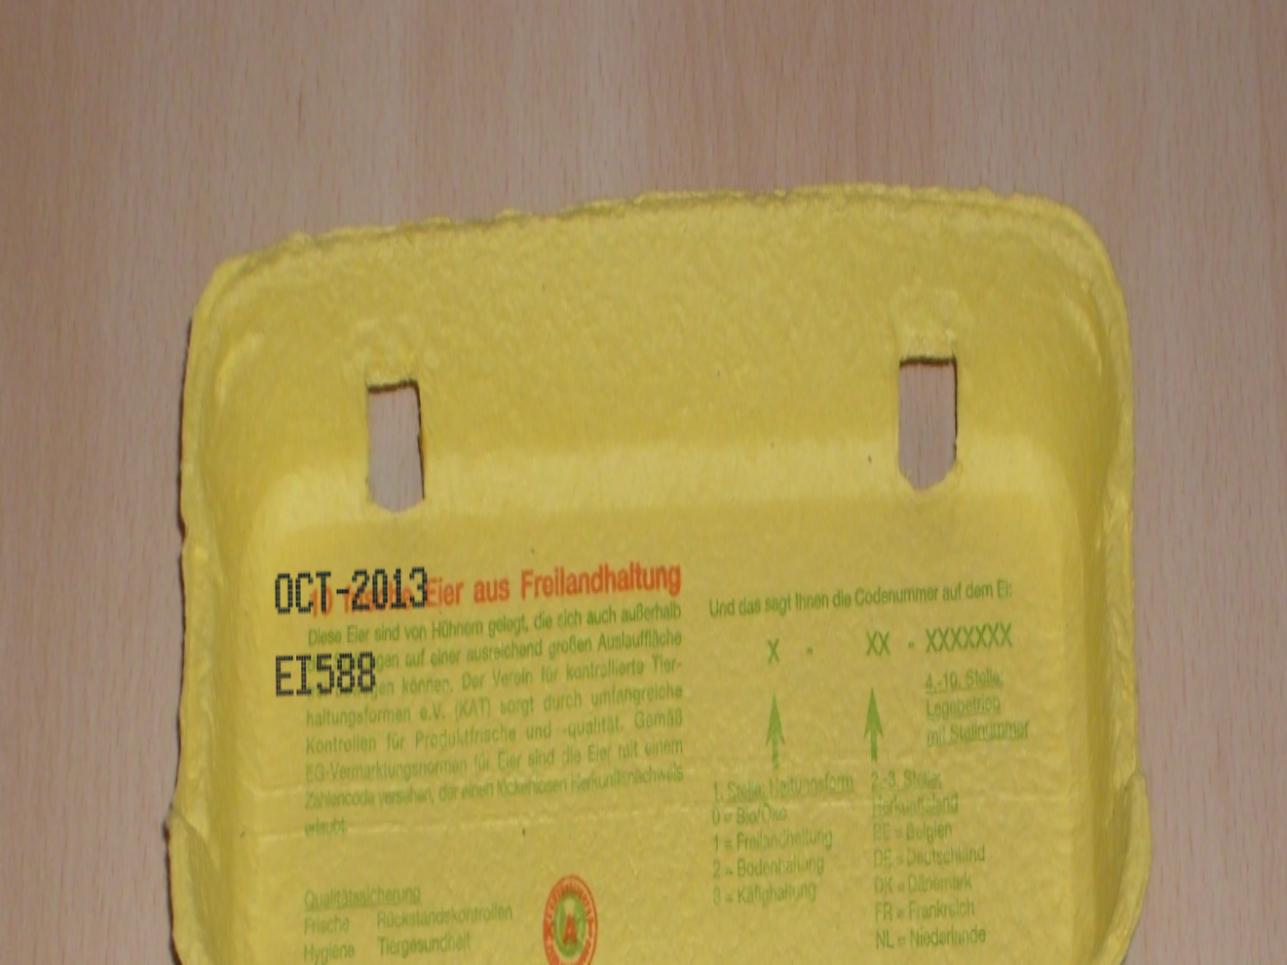 OCT-2013
Eier aus Freilandhaltung
Diese Eier sind von Hühnern gelegt, die sich auch außerhalb
EI588
gen auf einer ausreichend großen Auslauffläche
können. Der Verein für kontrollierte Tier-
haltungsformen e.V. (KAT) sorgt durch umfangreiche
Kontrollen für Produktfrische und -qualität. Gemäß
EG-Vermarktungsnormen für Eier sind die Eier mit einem
Zahlencode versehen, der einen lückenlosen Herkunftsnachweis
erlaubt.
Qualitätssicherung
Frische Rückstandskontrollen
Hygiene Tiergesundheit
Und das sagt Ihnen die Codenummer auf dem Ei:
X - XX - XXXXXXX
4.-10. Stelle:
Legebetrieb
mit Stallnummer
1. Stelle: Haltungsform
0 = Bio/Öko
1 = Freilandhaltung
2 = Bodenhaltung
3 = Käfighaltung
2.-3. Stelle:
Herkunftsland
BE = Belgien
DE = Deutschland
DK = Dänemark
FR = Frankreich
NL = Niederlande